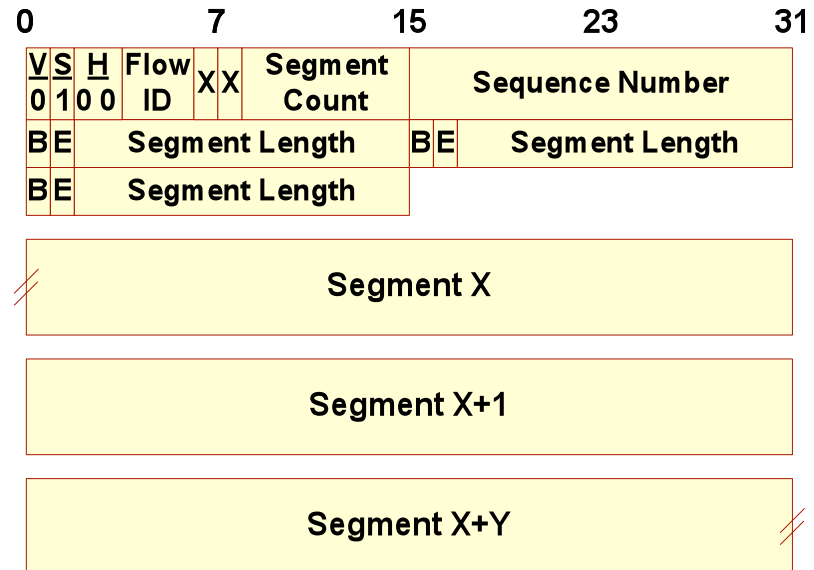 0 7 15 23 31
V S H Flow X X Segment Sequence Number
0 1 0 0 ID Count
B E Segment Length B E Segment Length
B E Segment Length
Segment X
Segment X+1
Segment X+Y